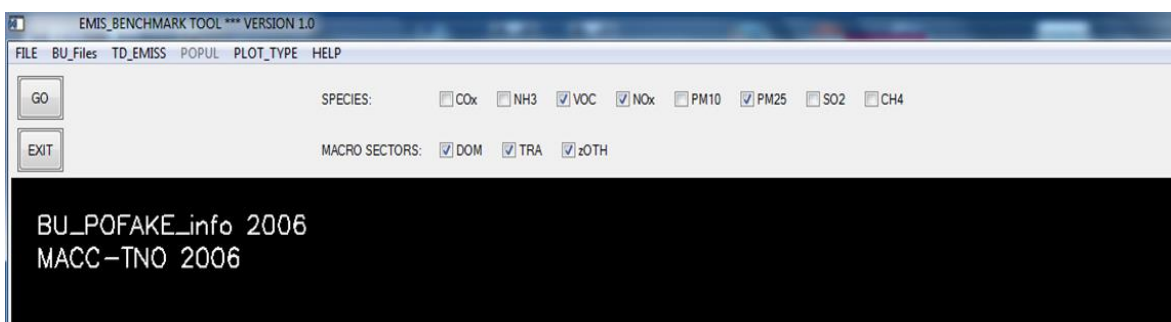 EMIS_BENCHMARK TOOL *** VERSION 1.0
FILE BU_Files TD_EMISS POPUL PLOT_TYPE HELP
GO SPECIES: COx NH3 VOC NOx PM10 PM25 SO2 CH4
EXIT MACRO SECTORS: DOM TRA zOTH
BU_POFAKE_info 2006
MACC-TNO 2006